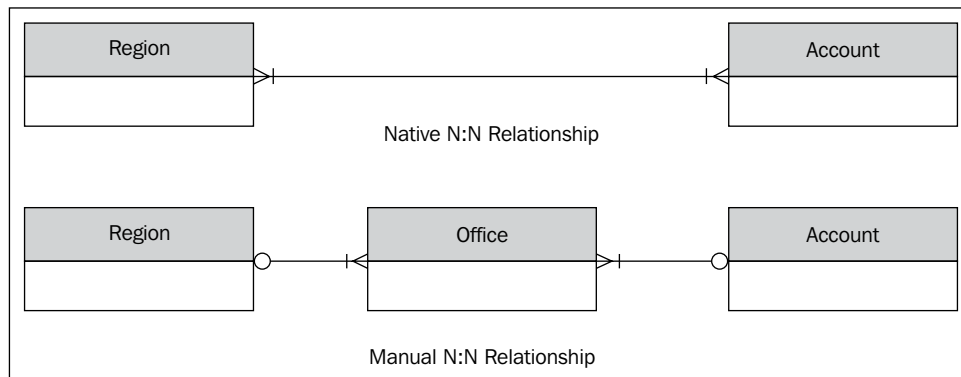 Region
Account
Native N:N Relationship
Region
Office
Account
Manual N:N Relationship